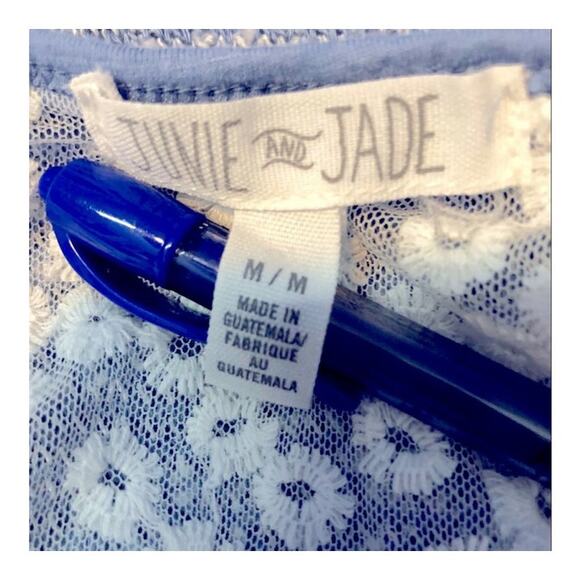 JUNIE AND JADE
M / M
MADE IN
GUATEMALA/
FABRIQUE
AU
GUATEMALA